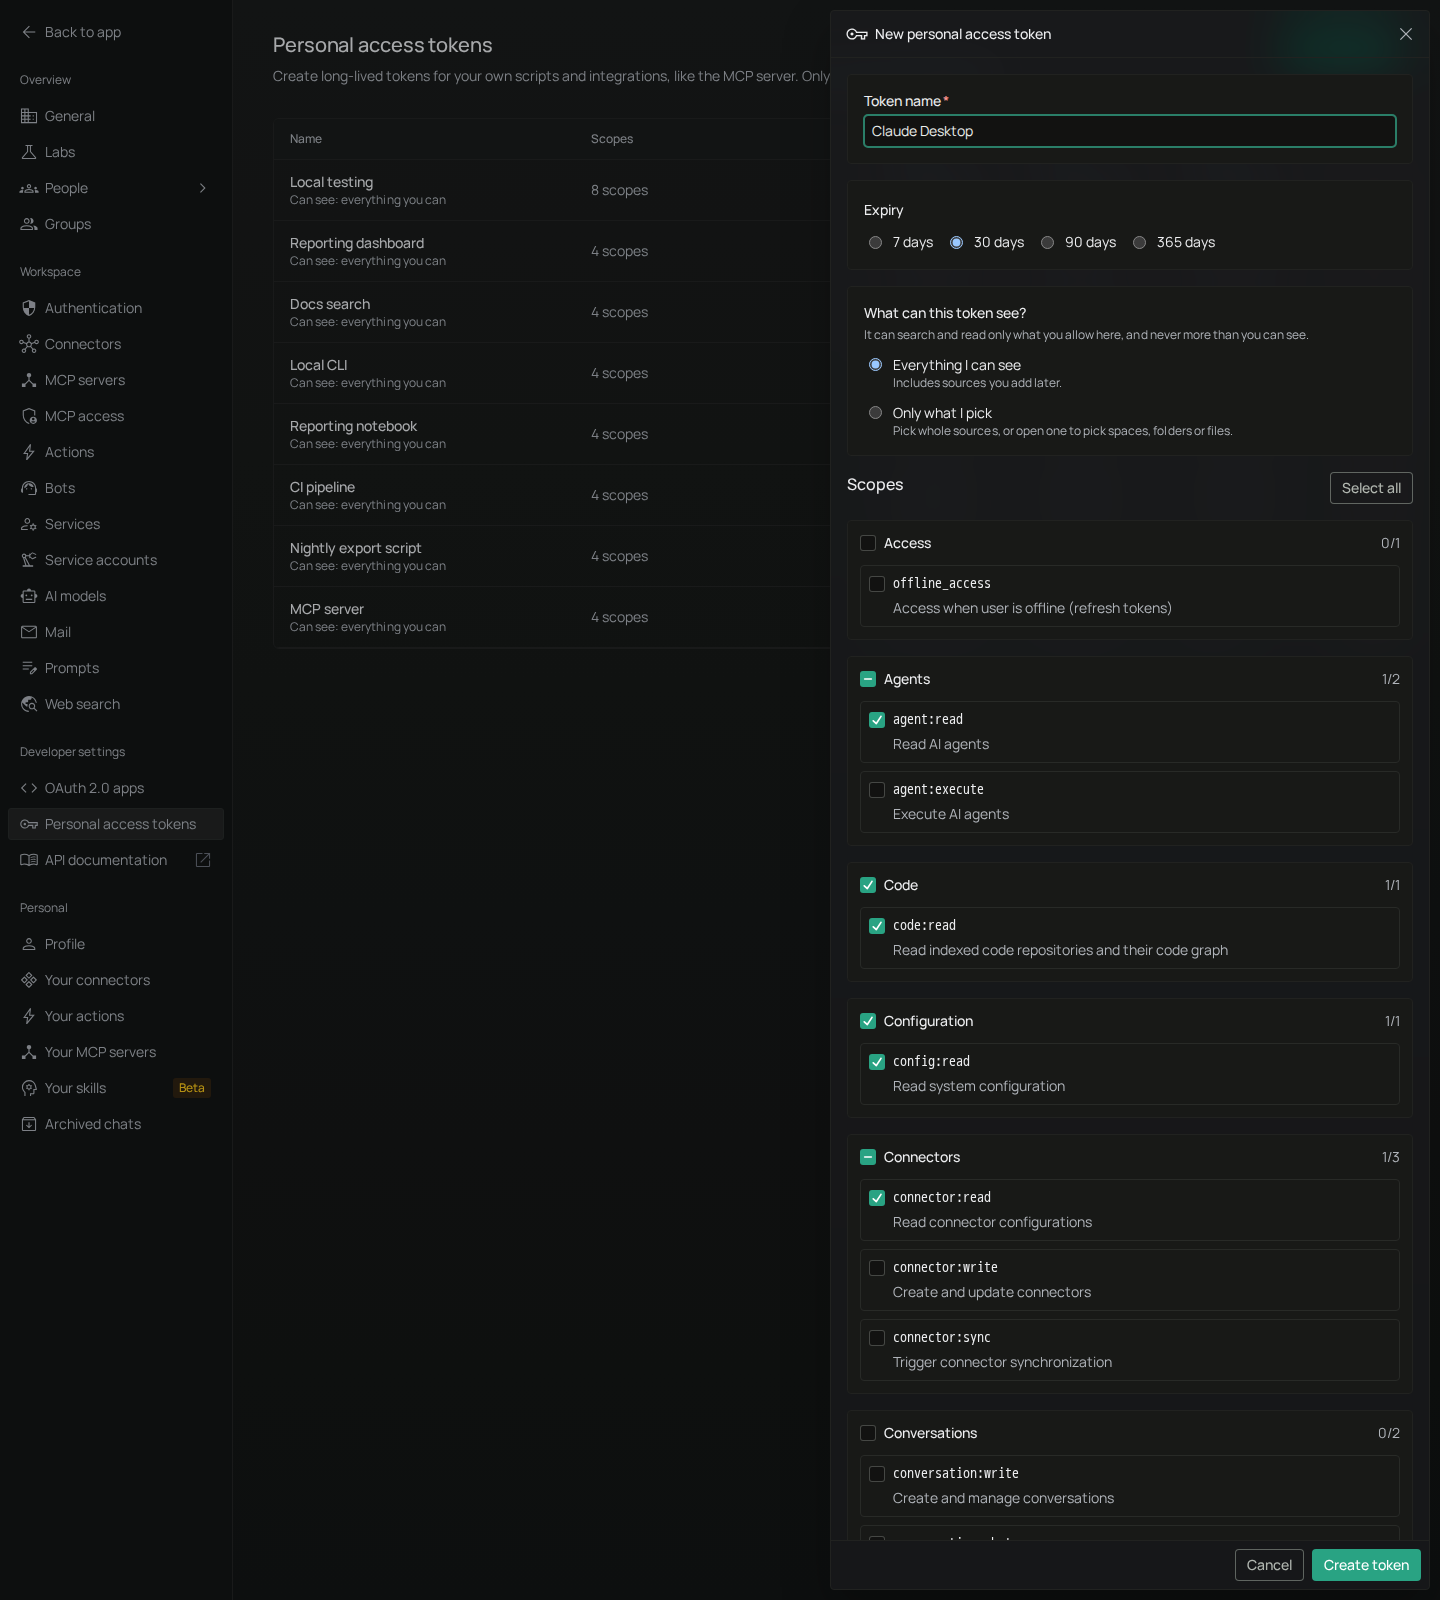 Back to app
Overview
General
Labs
People
Groups
Workspace
Authentication
Connectors
MCP servers
MCP access
Actions
Bots
Services
Service accounts
AI models
Mail
Prompts
Web search
Developer settings
OAuth 2.0 apps
Personal access tokens
API documentation
Personal
Profile
Your connectors
Your actions
Your MCP servers
Your skills Beta
Archived chats
Personal access tokens
Create long-lived tokens for your own scripts and integrations, like the MCP server. Only
Name Scopes
Local testing
Can see: everything you can
8 scopes
Reporting dashboard
Can see: everything you can
4 scopes
Docs search
Can see: everything you can
4 scopes
Local CLI
Can see: everything you can
4 scopes
Reporting notebook
Can see: everything you can
4 scopes
CI pipeline
Can see: everything you can
4 scopes
Nightly export script
Can see: everything you can
4 scopes
MCP server
Can see: everything you can
4 scopes
New personal access token
Token name *
Claude Desktop
Expiry
7 days 30 days 90 days 365 days
What can this token see?
It can search and read only what you allow here, and never more than you can see.
Everything I can see
Includes sources you add later.
Only what I pick
Pick whole sources, or open one to pick spaces, folders or files.
Scopes Select all
Access 0/1
offline_access
Access when user is offline (refresh tokens)
Agents 1/2
agent:read
Read AI agents
agent:execute
Execute AI agents
Code 1/1
code:read
Read indexed code repositories and their code graph
Configuration 1/1
config:read
Read system configuration
Connectors 1/3
connector:read
Read connector configurations
connector:write
Create and update connectors
connector:sync
Trigger connector synchronization
Conversations 0/2
conversation:write
Create and manage conversations
Cancel Create token